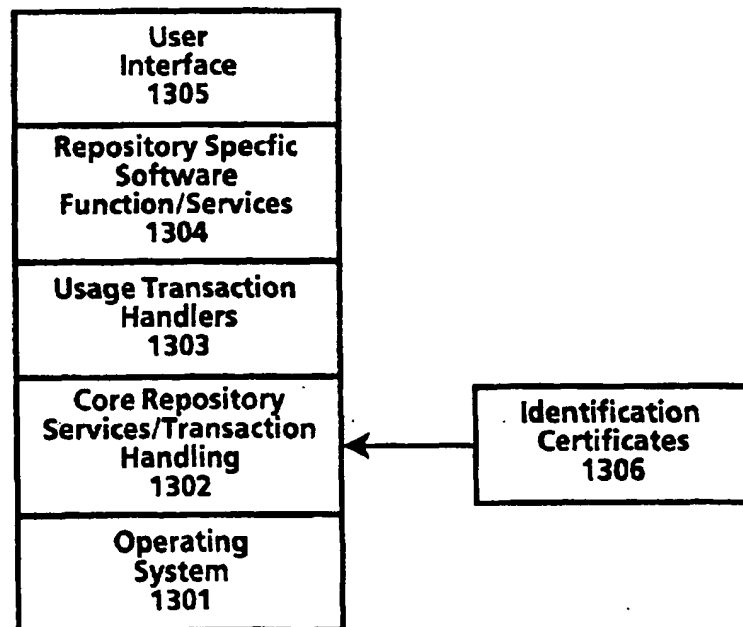 User
Interface
1305
Repository Specfic
Software
Function/Services
1304
Usage Transaction
Handlers
1303
Core Repository
Services/Transaction
Handling
1302
Identification
Certificates
1306
Operating
System
1301